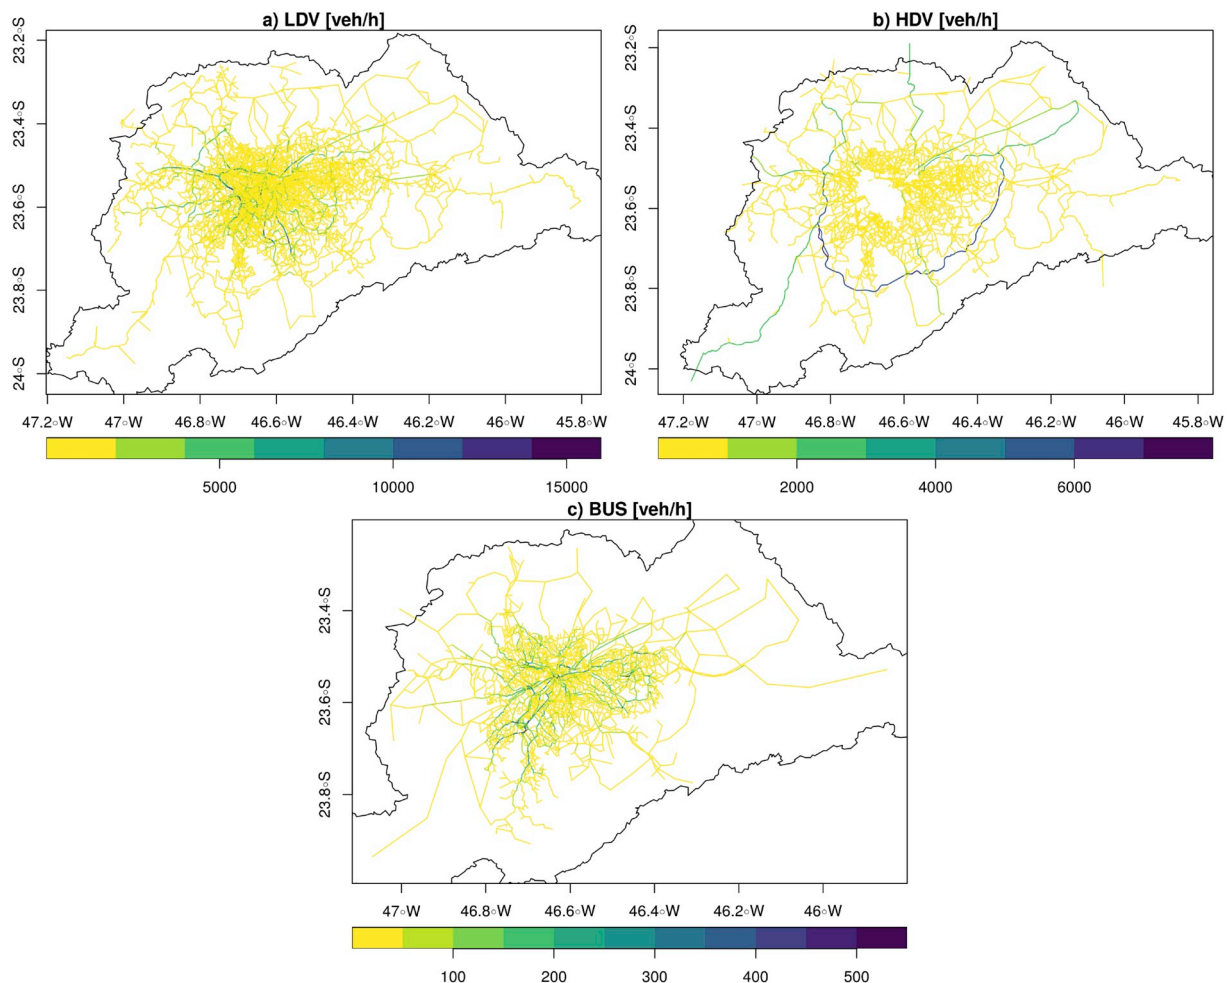 a) LDV [veh/h]
23.2°S
23.4°S
23.6°S
23.8°S
24°S
47.2°W 47°W 46.8°W 46.6°W 46.4°W 46.2°W 46°W 45.8°W
5000 10000 15000
b) HDV [veh/h]
23.2°S
23.4°S
23.6°S
23.8°S
24°S
47.2°W 47°W 46.8°W 46.6°W 46.4°W 46.2°W 46°W 45.8°W
2000 4000 6000
c) BUS [veh/h]
23.4°S
23.6°S
23.8°S
47°W 46.8°W 46.6°W 46.4°W 46.2°W 46°W
100 200 300 400 500